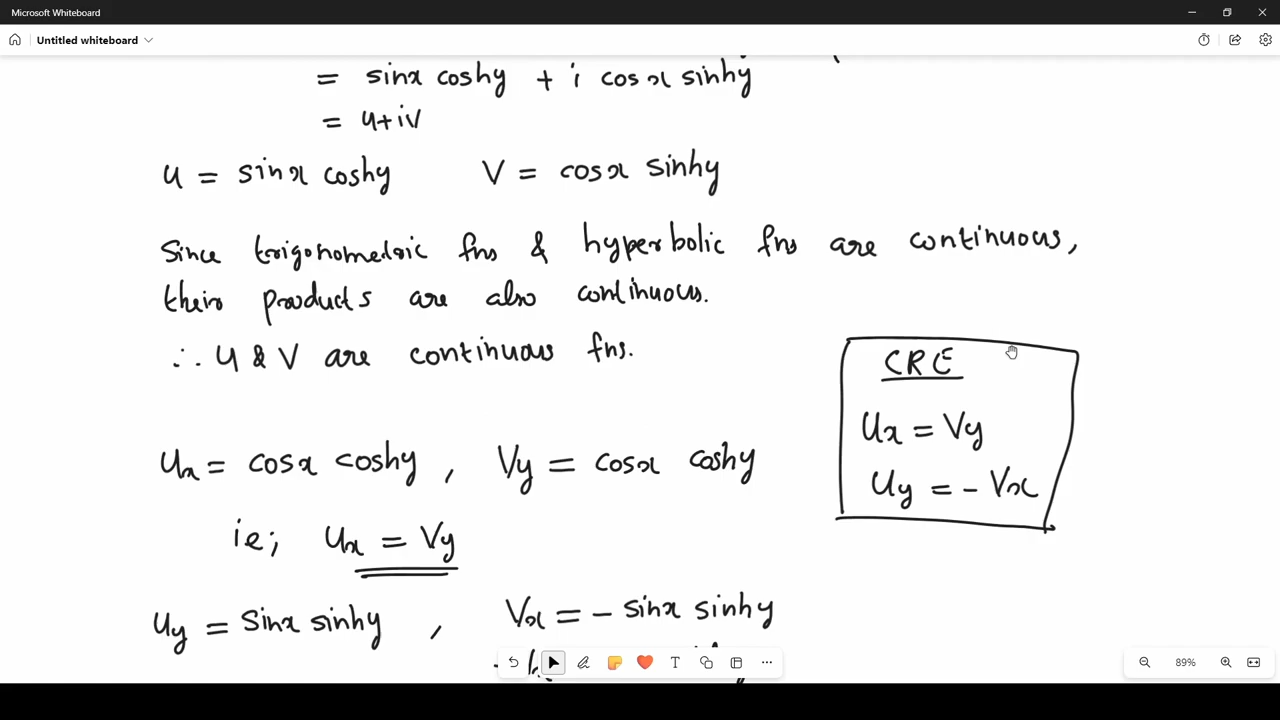 Microsoft Whiteboard
Untitled whiteboard
= sinx coshy + i cosx sinhy
= u+iv
u = sinx coshy V = cosx sinhy
Since trigonometric fns & hyperbolic fns are continuous,
their products are also continuous.
∴ u & V are continuous fns.
CRE
Ux = Vy
Uy = - Vx
Ux = cosx coshy , Vy = cosx coshy
ie; Ux = Vy
Uy = Sinx sinhy , Vx = - sinx sinhy
89%